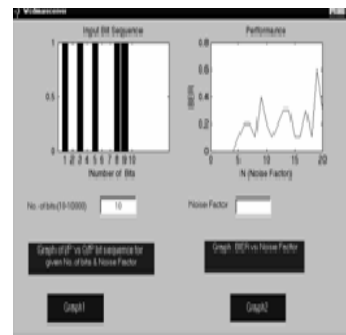 Input Bit Sequence
1
0.5
0
1 2 3 4 5 6 7 8 9 10
Number of Bits
Performance
0.8
0.6
0.4
0.2
0
0 5 10 15 20
N (Noise Factor)
No. of bits(10-10000)
10
Noise Factor
Graph of I/P vs O/P bit sequence for
given No. of bits & Noise Factor
Graph BER vs Noise Factor
Graph1
Graph2